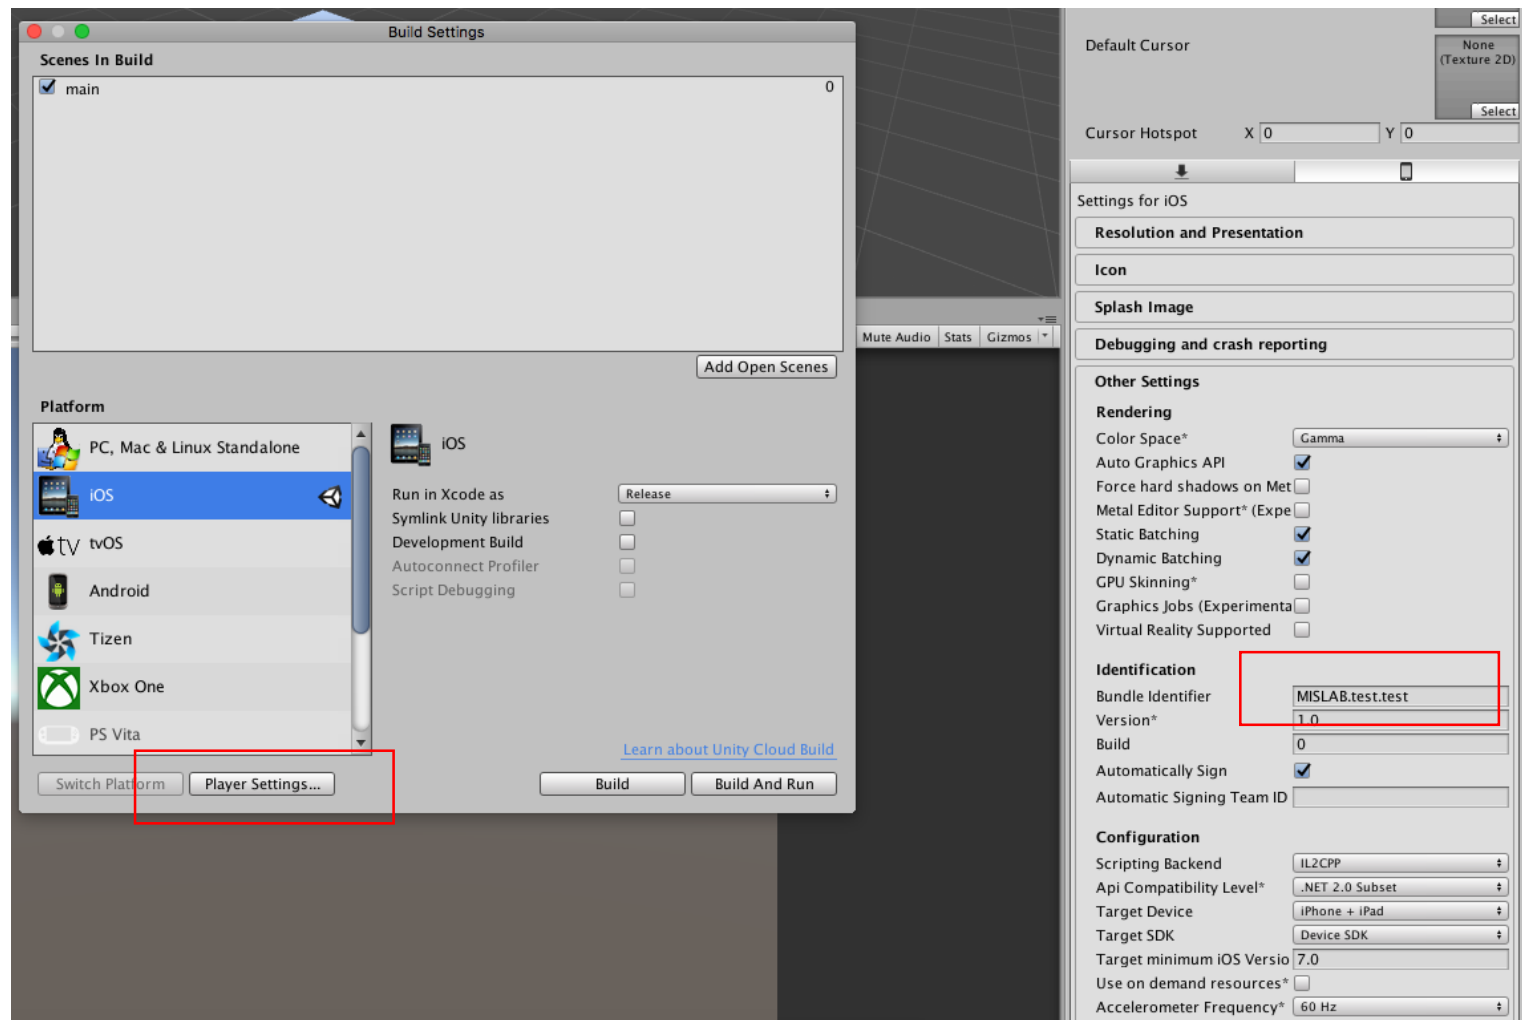 Build Settings
Scenes In Build
main 0
Add Open Scenes
Platform
PC, Mac & Linux Standalone
iOS
tvOS
Android
Tizen
Xbox One
PS Vita
iOS
Run in Xcode as Release
Symlink Unity libraries
Development Build
Autoconnect Profiler
Script Debugging
Learn about Unity Cloud Build
Switch Platform Player Settings... Build Build And Run
Mute Audio Stats Gizmos
Select
Default Cursor None
(Texture 2D)
Select
Cursor Hotspot X 0 Y 0
Settings for iOS
Resolution and Presentation
Icon
Splash Image
Debugging and crash reporting
Other Settings
Rendering
Color Space* Gamma
Auto Graphics API
Force hard shadows on Met
Metal Editor Support* (Expe
Static Batching
Dynamic Batching
GPU Skinning*
Graphics Jobs (Experimenta
Virtual Reality Supported
Identification
Bundle Identifier MISLAB.test.test
Version* 1.0
Build 0
Automatically Sign
Automatic Signing Team ID
Configuration
Scripting Backend IL2CPP
Api Compatibility Level* .NET 2.0 Subset
Target Device iPhone + iPad
Target SDK Device SDK
Target minimum iOS Versio 7.0
Use on demand resources*
Accelerometer Frequency* 60 Hz